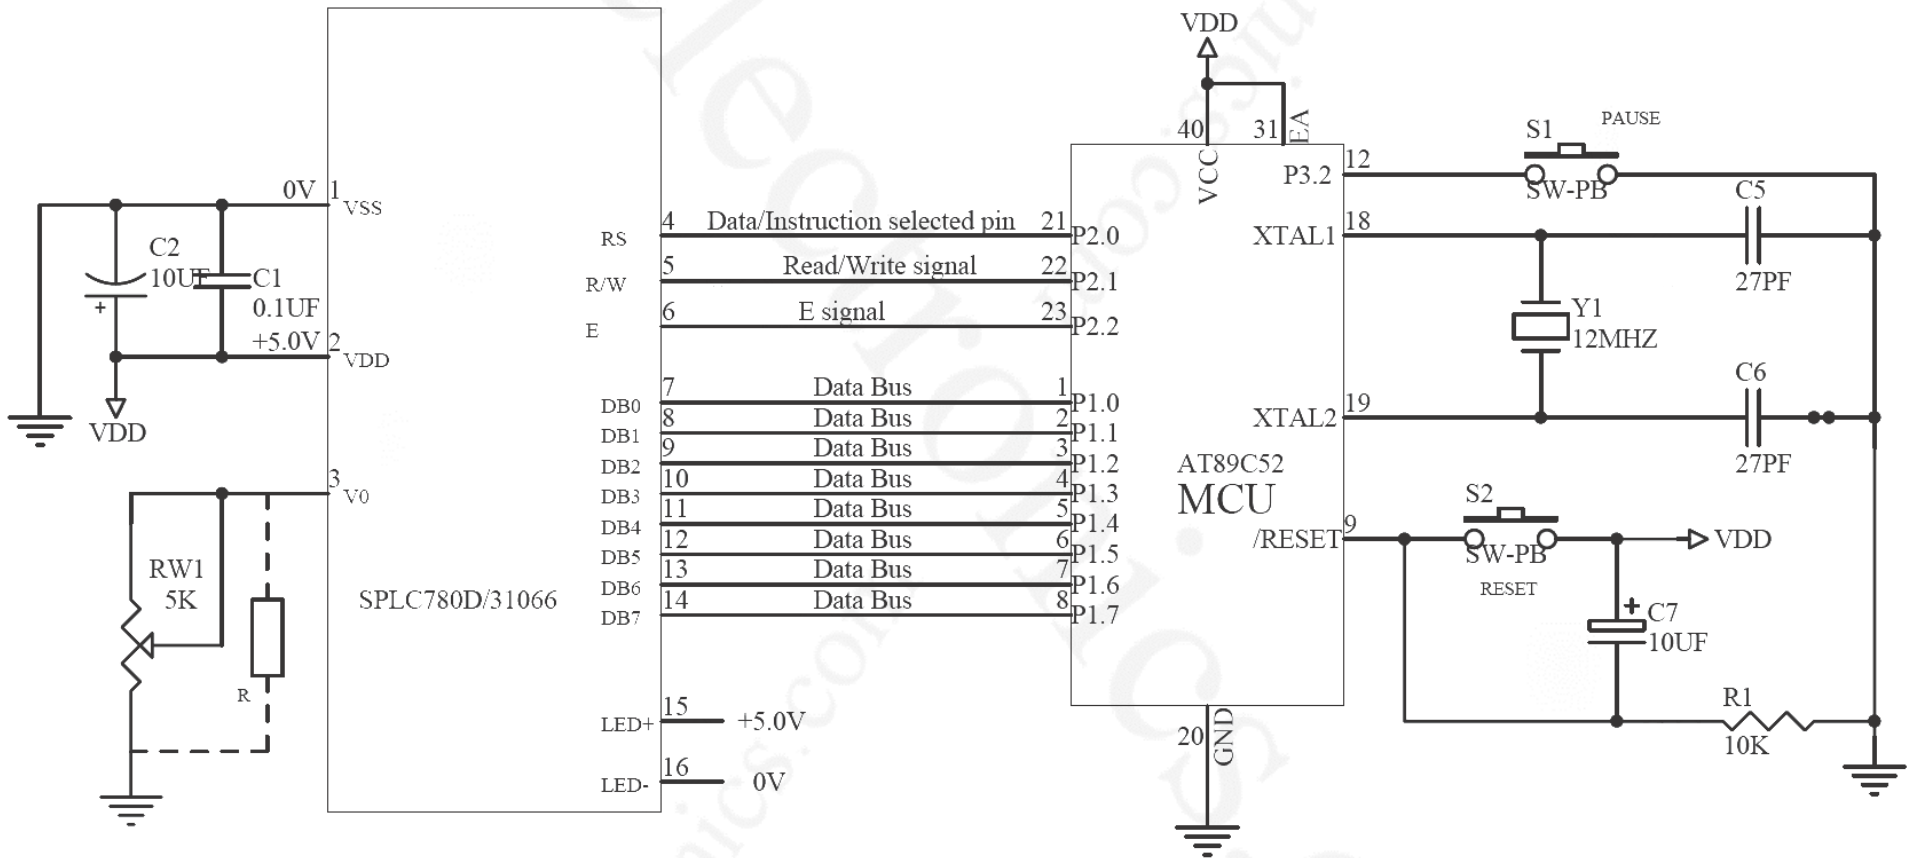 VDD
40
31
EA
VCC
S1
PAUSE
0V
1
VSS
P3.2
12
SW-PB
C5
27PF
C2
10UF
C1
0.1UF
+5.0V
2
VDD
VDD
RS
4
Data/Instruction selected pin
21
P2.0
XTAL1
18
R/W
5
Read/Write signal
22
P2.1
E
6
E signal
23
P2.2
Y1
12MHZ
DB0
7
Data Bus
1
P1.0
DB1
8
Data Bus
2
P1.1
XTAL2
19
C6
27PF
DB2
9
Data Bus
3
P1.2
AT89C52
MCU
3
V0
DB3
10
Data Bus
4
P1.3
DB4
11
Data Bus
5
P1.4
S2
/RESET
9
SW-PB
RESET
VDD
DB5
12
Data Bus
6
P1.5
RW1
5K
R
SPLC780D/31066
DB6
13
Data Bus
7
P1.6
DB7
14
Data Bus
8
P1.7
+
C7
10UF
+
LED+
15
+5.0V
R1
10K
LED-
16
0V
20
GND